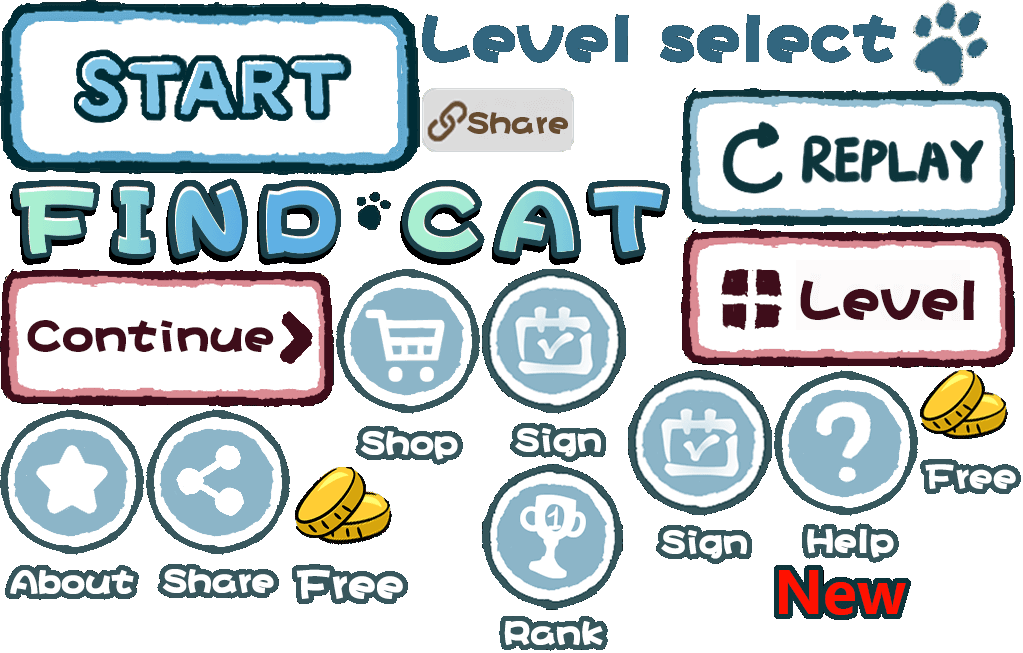 START
Level select
Share
REPLAY
FIND CAT
Level
Continue
Shop
Sign
Free
Sign
Help
About
Share
Free
1
New
Rank